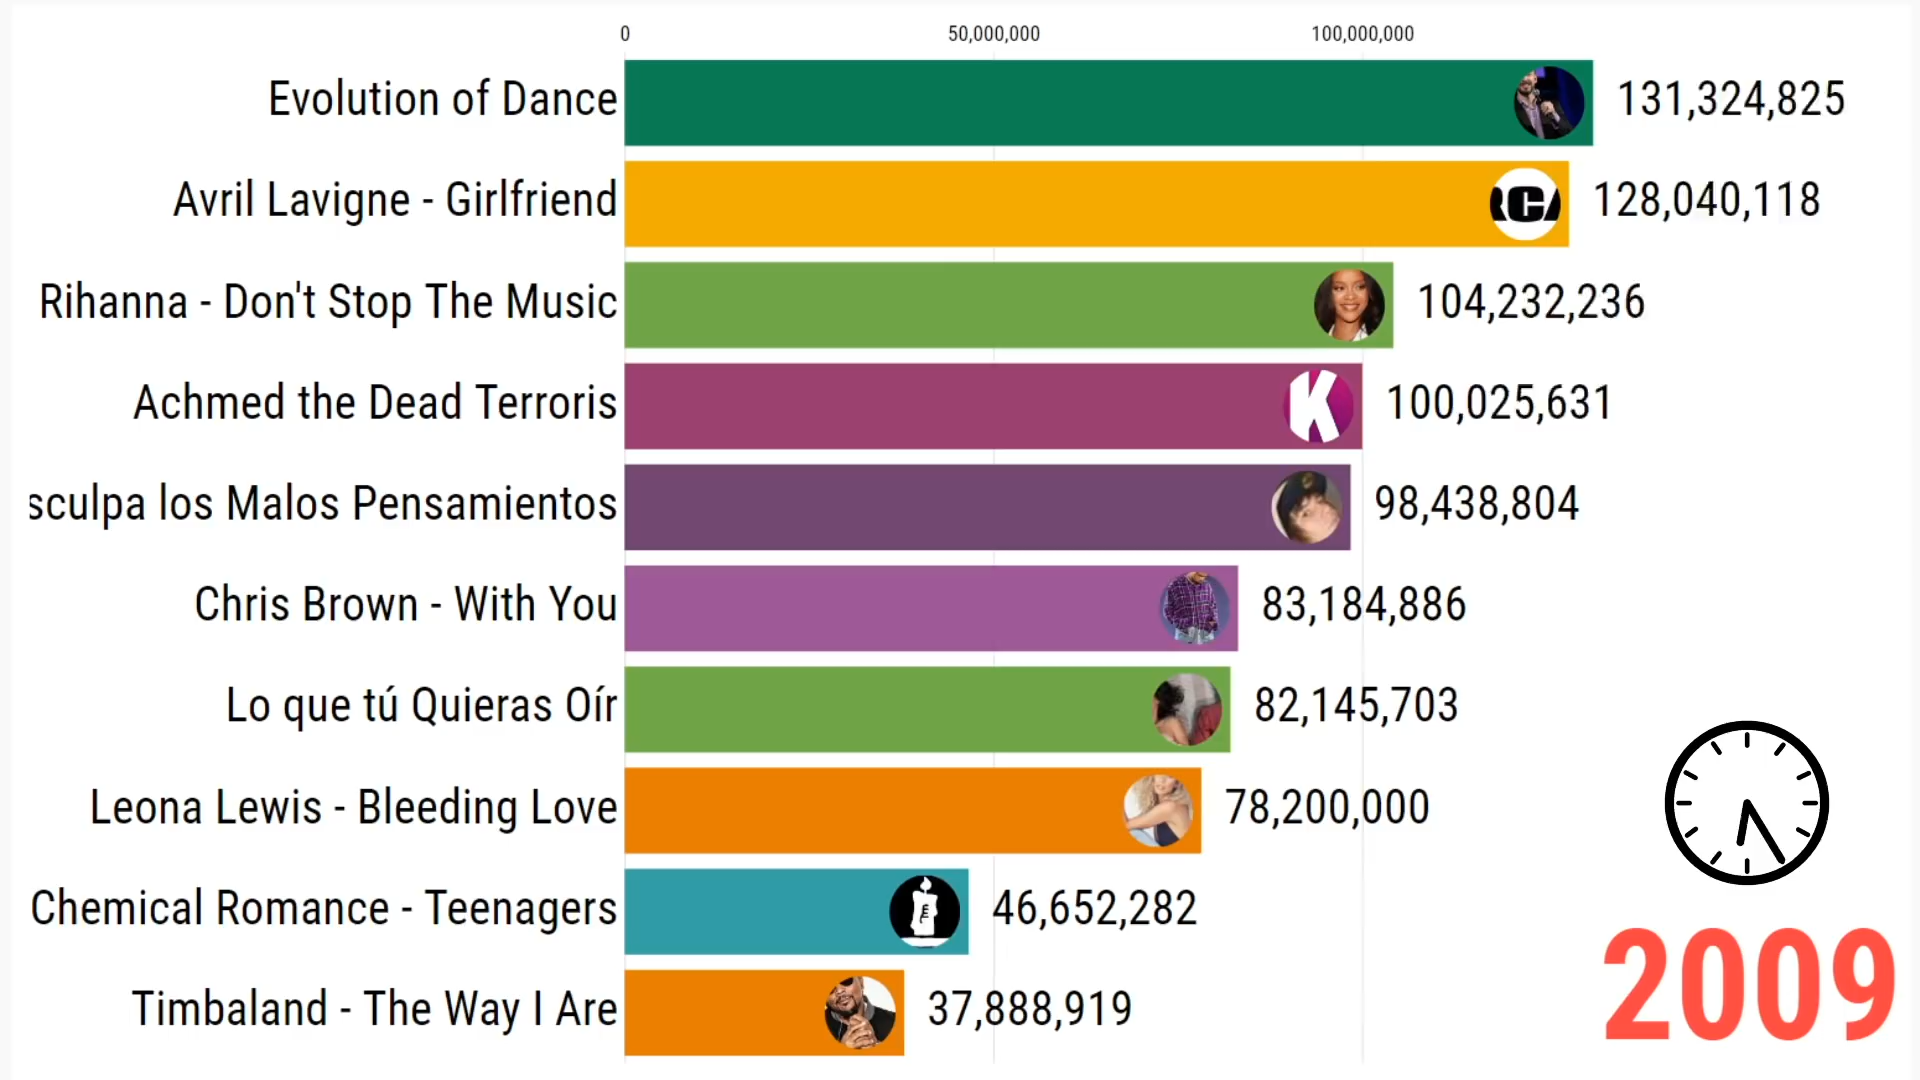 0 50,000,000 100,000,000
Evolution of Dance 131,324,825
Avril Lavigne - Girlfriend RCA 128,040,118
Rihanna - Don't Stop The Music 104,232,236
Achmed the Dead Terroris K 100,025,631
sculpa los Malos Pensamientos 98,438,804
Chris Brown - With You 83,184,886
Lo que tú Quieras Oír 82,145,703
Leona Lewis - Bleeding Love 78,200,000
Chemical Romance - Teenagers 46,652,282
Timbaland - The Way I Are 37,888,919
2009